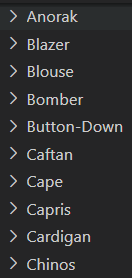 Anorak
Blazer
Blouse
Bomber
Button-Down
Caftan
Cape
Capris
Cardigan
Chinos